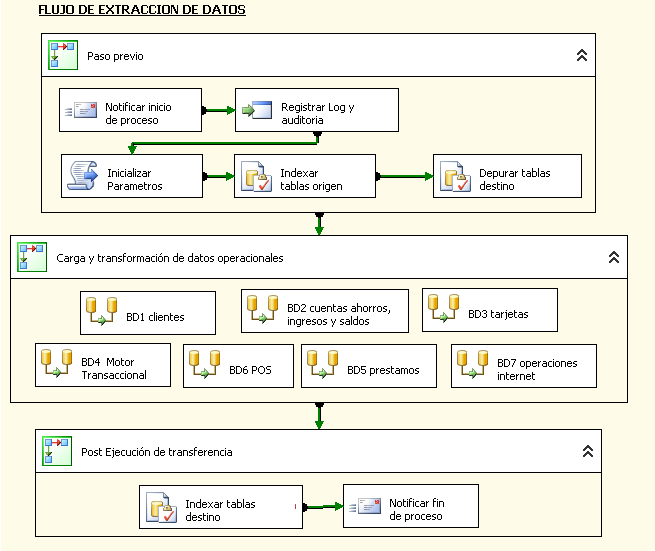 FLUJO DE EXTRACCION DE DATOS
Paso previo
Notificar inicio
de proceso
Registrar Log y
auditoria
Inicializar
Parametros
Indexar
tablas origen
Depurar tablas
destino
Carga y transformación de datos operacionales
BD1 clientes
BD2 cuentas ahorros,
ingresos y saldos
BD3 tarjetas
BD4 Motor
Transaccional
BD6 POS
BD5 prestamos
BD7 operaciones
internet
Post Ejecución de transferencia
Indexar tablas
destino
Notificar fin
de proceso